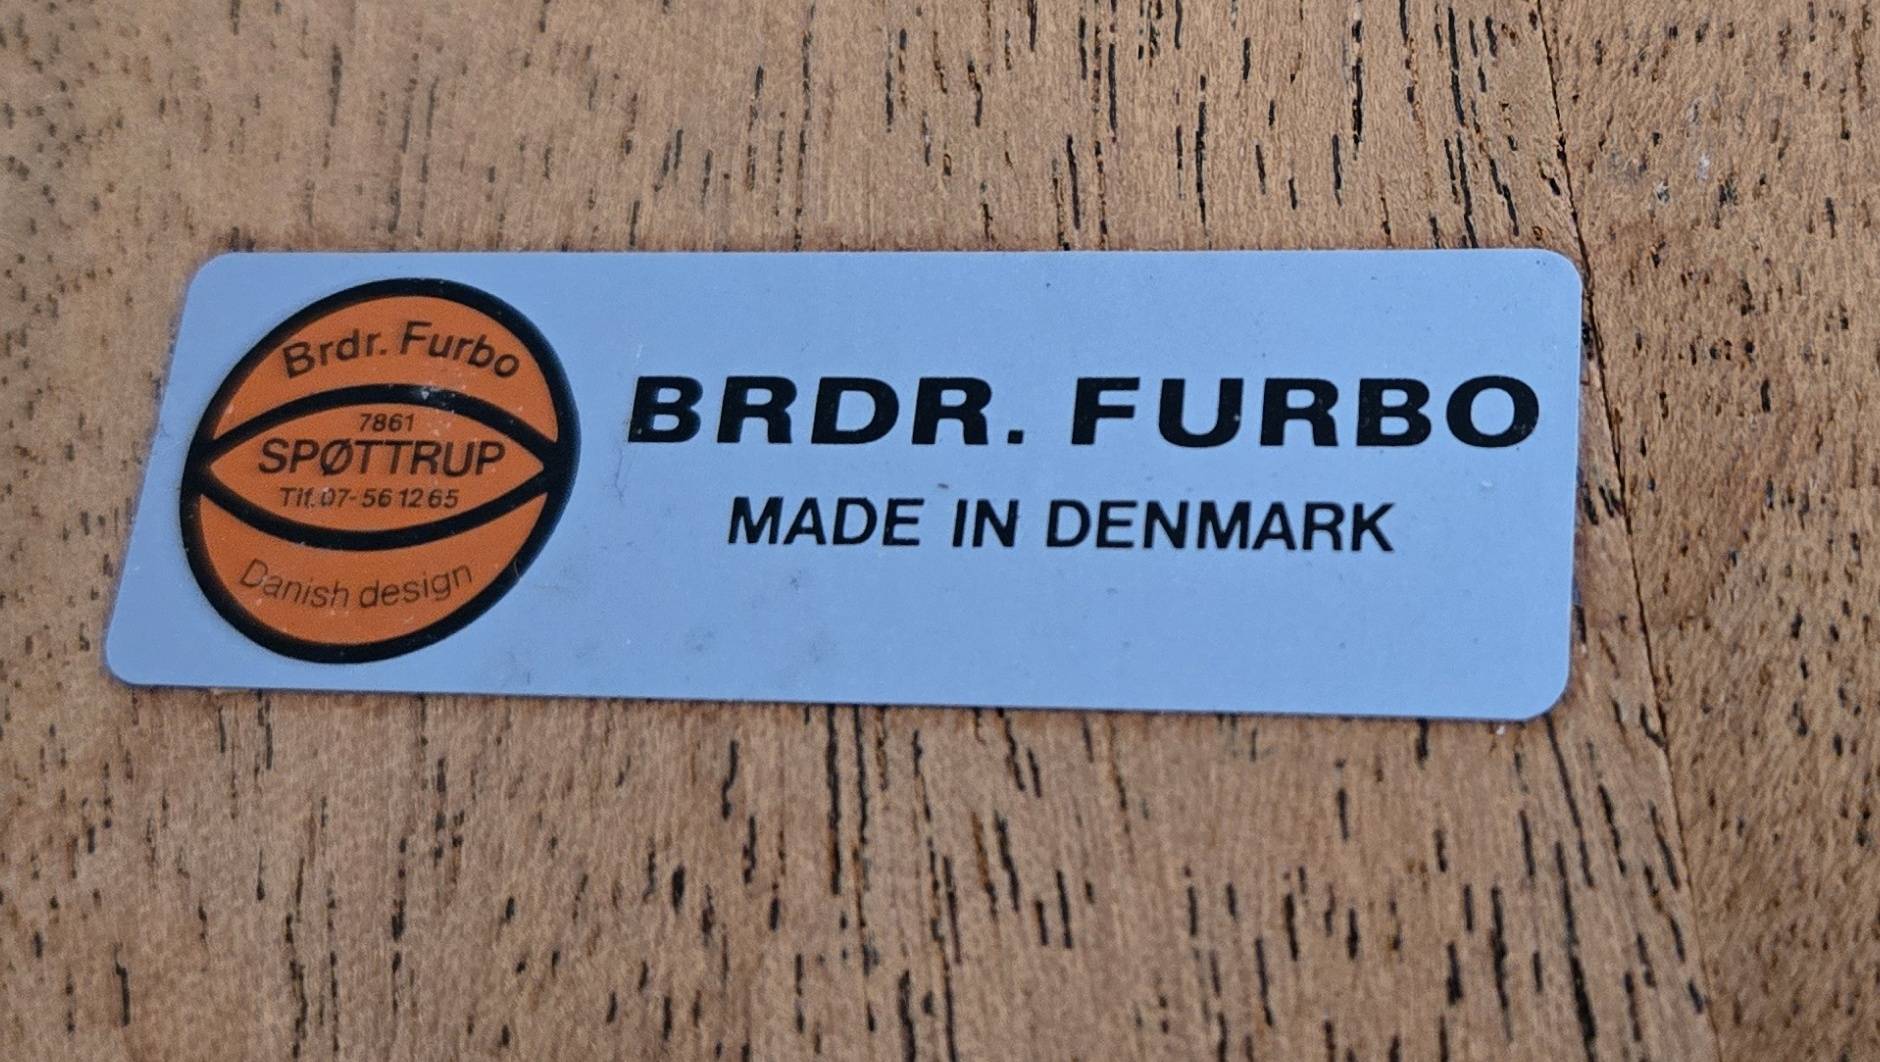 Brdr. Furbo
7861
SPØTTRUP
Tlf. 07-56 12 65
Danish design
BRDR. FURBO
MADE IN DENMARK